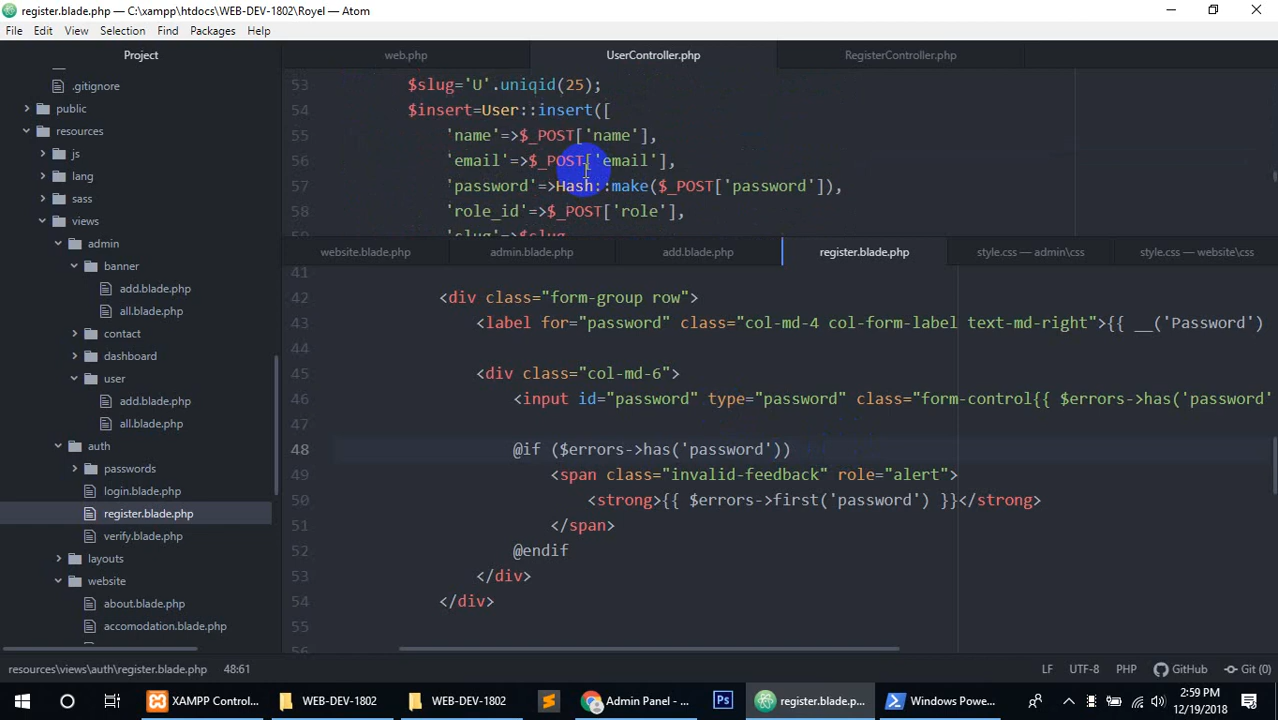 register.blade.php — C:\xampp\htdocs\WEB-DEV-1802\Royel — Atom
File Edit View Selection Find Packages Help
Project
.gitignore
public
resources
js
lang
sass
views
admin
banner
add.blade.php
all.blade.php
contact
dashboard
user
add.blade.php
all.blade.php
auth
passwords
login.blade.php
register.blade.php
verify.blade.php
layouts
website
about.blade.php
accomodation.blade.php
web.php UserController.php RegisterController.php
53 $slug='U'.uniqid(25);
54 $insert=User::insert([
55 'name'=>$_POST['name'],
56 'email'=>$_POST['email'],
57 'password'=>Hash::make($_POST['password']),
58 'role_id'=>$_POST['role'],
'slug'=>$slug
website.blade.php admin.blade.php add.blade.php register.blade.php style.css — admin\css style.css — website\css
41
42 <div class="form-group row">
43 <label for="password" class="col-md-4 col-form-label text-md-right">{{ __('Password')
44
45 <div class="col-md-6">
46 <input id="password" type="password" class="form-control{{ $errors->has('password'
47
48 @if ($errors->has('password'))
49 <span class="invalid-feedback" role="alert">
50 <strong>{{ $errors->first('password') }}</strong>
51 </span>
52 @endif
53 </div>
54 </div>
55
resources\views\auth\register.blade.php 48:61 LF UTF-8 PHP GitHub Git (0)
XAMPP Control... WEB-DEV-1802 WEB-DEV-1802 Admin Panel - ... Ps register.blade.p... Windows Powe... 2:59 PM
12/19/2018